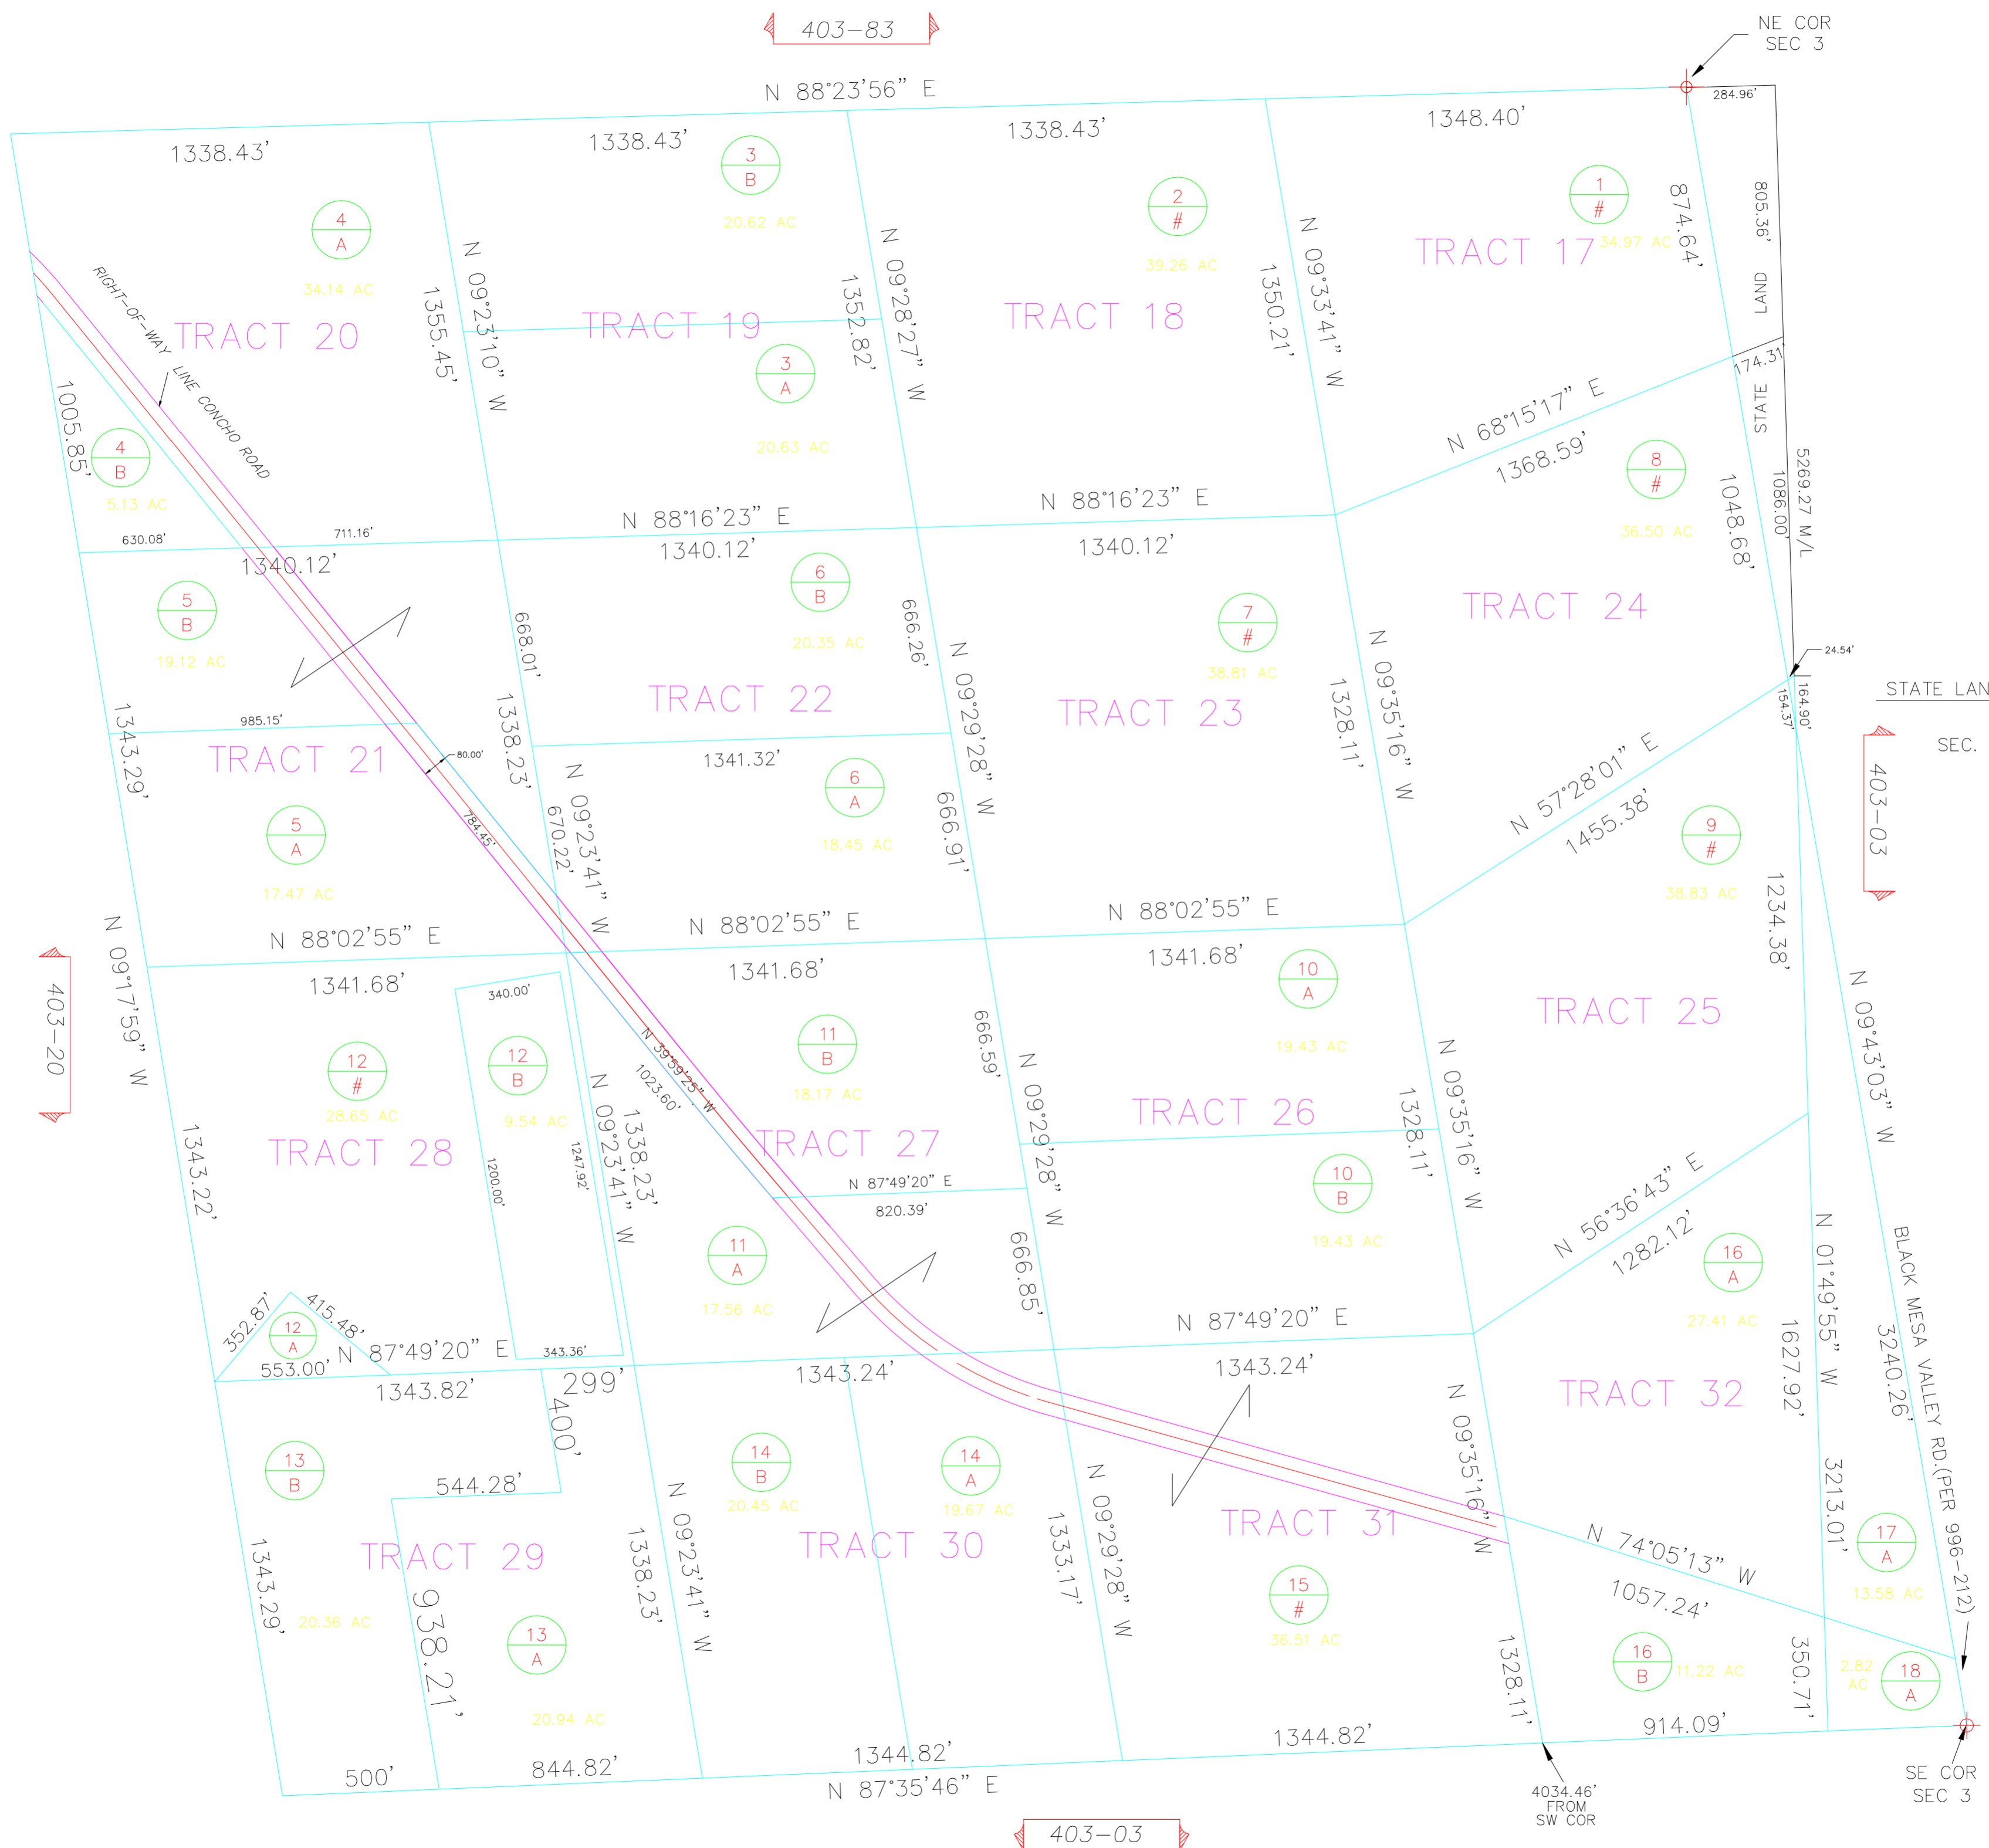 403-83
NE COR
SEC 3
N 88°23'56" E
284.96'
1338.43'
1338.43'
1338.43'
1348.40'
4
A
34.14 AC
TRACT 20
3
B
20.62 AC
TRACT 19
3
A
20.63 AC
2
#
39.26 AC
TRACT 18
1
#
34.97 AC
TRACT 17
874.64'
805.36'
STATE LAND
174.31'
RIGHT-OF-WAY LINE CONCHO ROAD
N 09°23'10" W
1355.45'
N 09°28'27" W
1352.82'
N 09°33'41" W
1350.21'
N 68°15'17" E
1368.59'
1005.85'
4
B
5.13 AC
630.08'
711.16'
1340.12'
N 88°16'23" E
1340.12'
N 88°16'23" E
1340.12'
8
#
36.50 AC
TRACT 24
1048.68'
5269.27 M/L
1086.00'
24.54'
154.37'
164.90'
STATE LAN
SEC.
403-03
5
B
19.12 AC
668.01'
6
B
20.35 AC
TRACT 22
666.26'
7
#
38.81 AC
TRACT 23
1343.29'
985.15'
TRACT 21
80.00'
784.45'
5
A
17.47 AC
1338.23'
670.22'
N 09°23'41" W
1341.32'
6
A
18.45 AC
N 09°29'28" W
666.91'
1328.11'
N 09°35'16" W
N 57°28'01" E
1455.38'
9
#
38.83 AC
1234.38'
TRACT 25
N 09°17'59" W
N 88°02'55" E
1341.68'
N 88°02'55" E
1341.68'
N 88°02'55" E
1341.68'
403-20
12
#
28.65 AC
TRACT 28
340.00'
12
B
9.54 AC
1200.00'
1247.92'
N 09°23'41" W
1338.23'
N 39°59'25" W
1023.60'
11
B
18.17 AC
TRACT 27
666.59'
N 09°29'28" W
10
A
19.43 AC
TRACT 26
10
B
19.43 AC
N 09°35'16" W
1328.11'
N 09°43'03" W
1343.22'
N 87°49'20" E
820.39'
11
A
17.56 AC
666.85'
N 56°36'43" E
1282.12'
16
A
27.41 AC
TRACT 32
N 01°49'55" W
1627.92'
BLACK MESA VALLEY RD.(PER 996-212)
3240.26'
352.87'
415.48'
12
A
553.00'
N 87°49'20" E
343.36'
N 87°49'20" E
1343.82'
299'
1343.24'
1343.24'
400'
13
B
20.36 AC
544.28'
TRACT 29
13
A
20.94 AC
938.21'
1343.29'
1338.23'
N 09°23'41" W
14
B
20.45 AC
TRACT 30
14
A
19.67 AC
1333.17'
N 09°29'28" W
TRACT 31
15
#
36.51 AC
N 09°35'16" W
1328.11'
N 74°05'13" W
1057.24'
3213.01'
17
A
13.58 AC
16
B
11.22 AC
350.71'
2.82
AC
18
A
500'
844.82'
1344.82'
1344.82'
914.09'
N 87°35'46" E
4034.46'
FROM
SW COR
SE COR
SEC 3
403-03